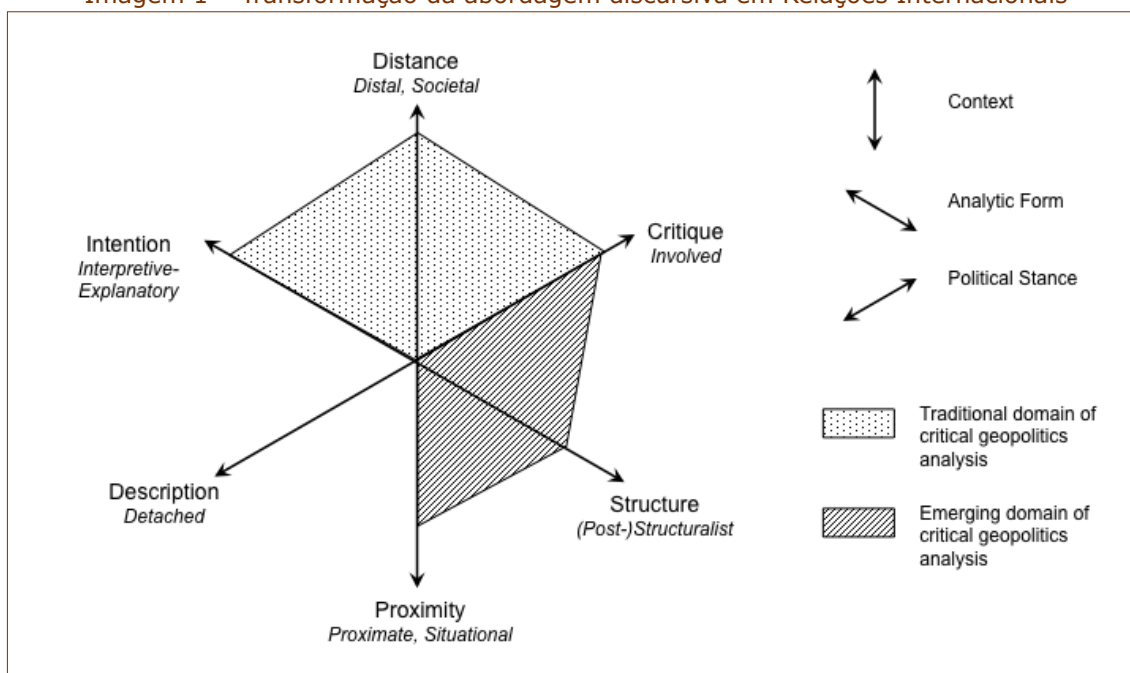 Imagem 1 – Transformação da abordagem discursiva em Relações Internacionais
Distance
Distal, Societal
Intention
Interpretive-
Explanatory
Critique
Involved
Description
Detached
Structure
(Post-)Structuralist
Proximity
Proximate, Situational
Context
Analytic Form
Political Stance
Traditional domain of
critical geopolitics
analysis
Emerging domain of
critical geopolitics
analysis